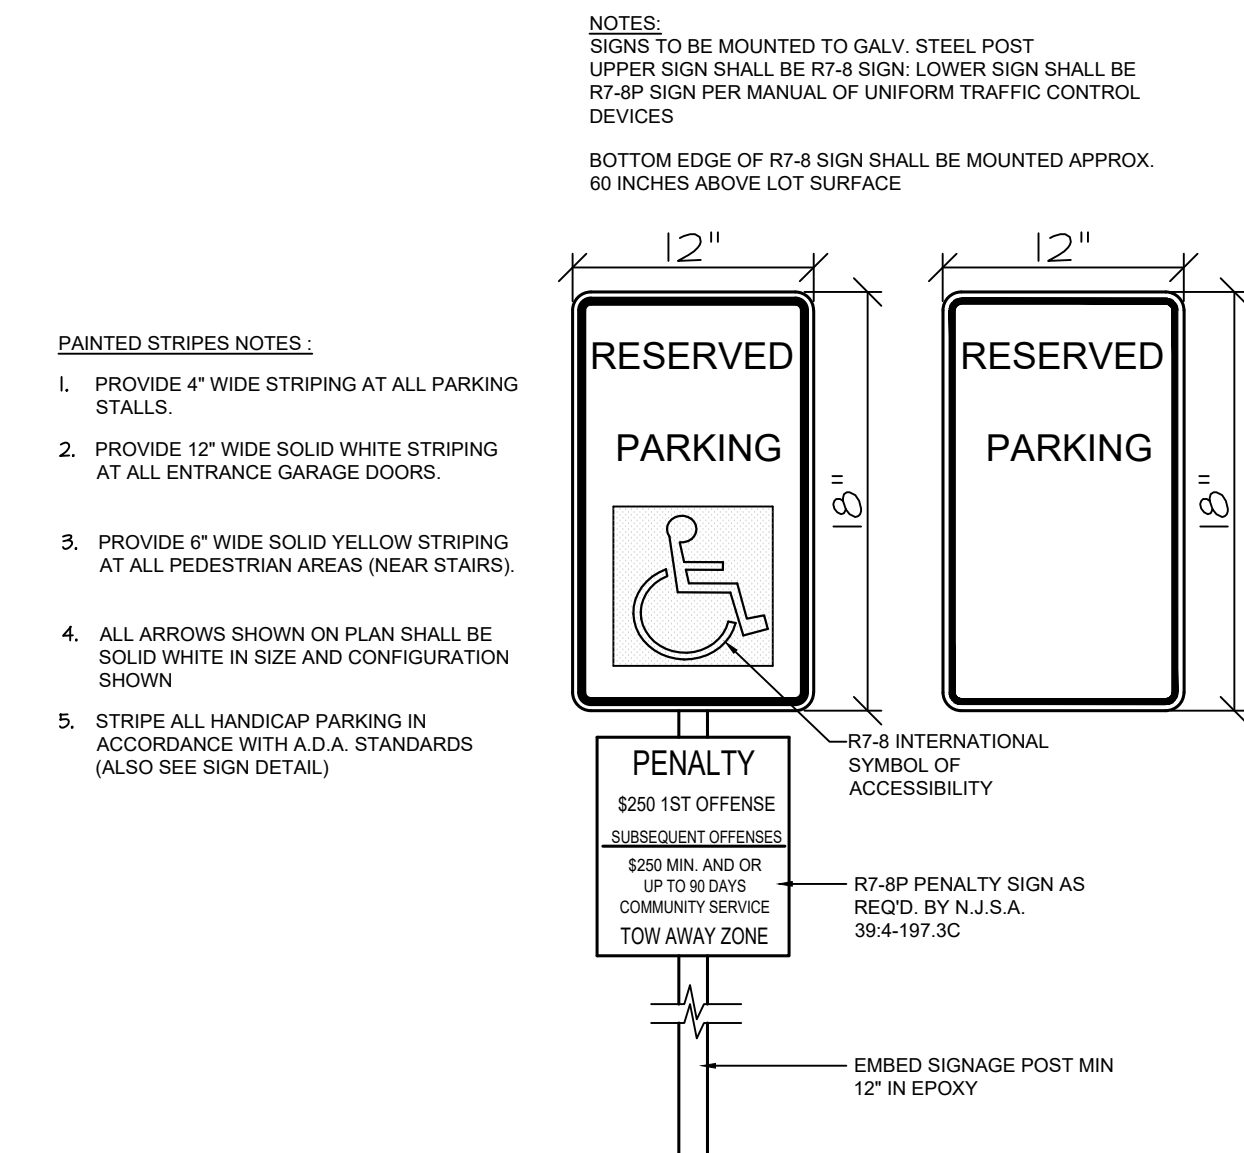 NOTES:
SIGNS TO BE MOUNTED TO GALV. STEEL POST
UPPER SIGN SHALL BE R7-8 SIGN: LOWER SIGN SHALL BE
R7-8P SIGN PER MANUAL OF UNIFORM TRAFFIC CONTROL
DEVICES
BOTTOM EDGE OF R7-8 SIGN SHALL BE MOUNTED APPROX.
60 INCHES ABOVE LOT SURFACE
PAINTED STRIPES NOTES :
1. PROVIDE 4" WIDE STRIPING AT ALL PARKING
STALLS.
2. PROVIDE 12" WIDE SOLID WHITE STRIPING
AT ALL ENTRANCE GARAGE DOORS.
3. PROVIDE 6" WIDE SOLID YELLOW STRIPING
AT ALL PEDESTRIAN AREAS (NEAR STAIRS).
4. ALL ARROWS SHOWN ON PLAN SHALL BE
SOLID WHITE IN SIZE AND CONFIGURATION
SHOWN
5. STRIPE ALL HANDICAP PARKING IN
ACCORDANCE WITH A.D.A. STANDARDS
(ALSO SEE SIGN DETAIL)
12"
RESERVED
PARKING
18"
12"
RESERVED
PARKING
18"
R7-8 INTERNATIONAL
SYMBOL OF
ACCESSIBILITY
PENALTY
$250 1ST OFFENSE
SUBSEQUENT OFFENSES
$250 MIN. AND OR
UP TO 90 DAYS
COMMUNITY SERVICE
TOW AWAY ZONE
R7-8P PENALTY SIGN AS
REQ'D. BY N.J.S.A.
39:4-197.3C
EMBED SIGNAGE POST MIN
12" IN EPOXY